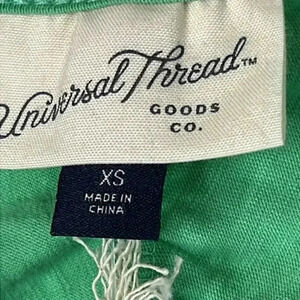 Universal Thread™
GOODS
CO.
XS
MADE IN
CHINA